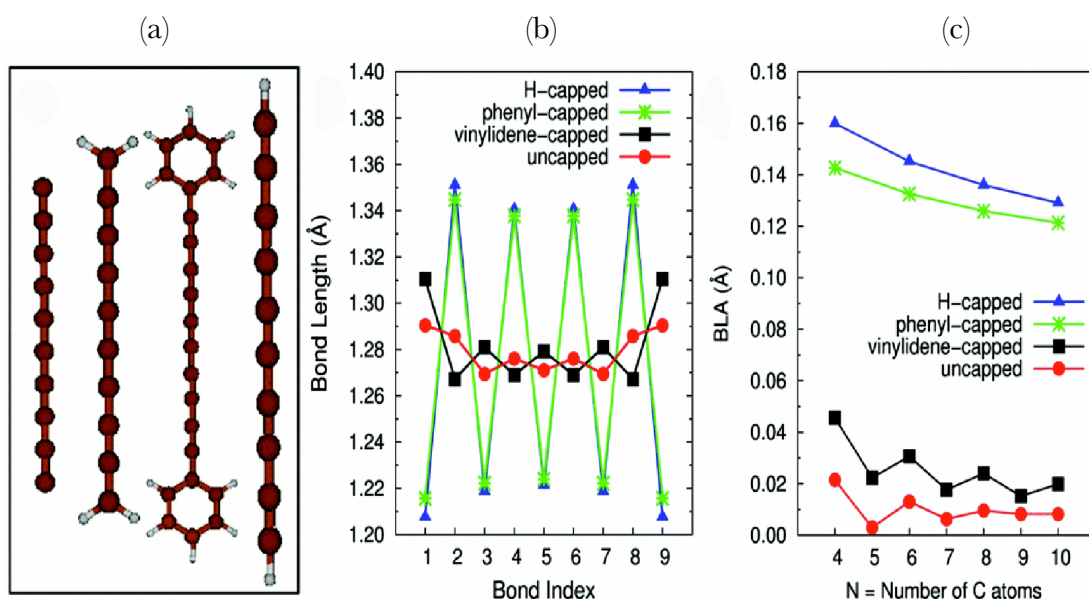 (a)
(b)
(c)
1.40
1.38
1.36
1.34
1.32
1.30
1.28
1.26
1.24
1.22
1.20
Bond Length (Å)
H-capped
phenyl-capped
vinylidene-capped
uncapped
1 2 3 4 5 6 7 8 9
Bond Index
0.18
0.16
0.14
0.12
0.10
0.08
0.06
0.04
0.02
0.00
BLA (Å)
H-capped
phenyl-capped
vinylidene-capped
uncapped
4 5 6 7 8 9 10
N = Number of C atoms